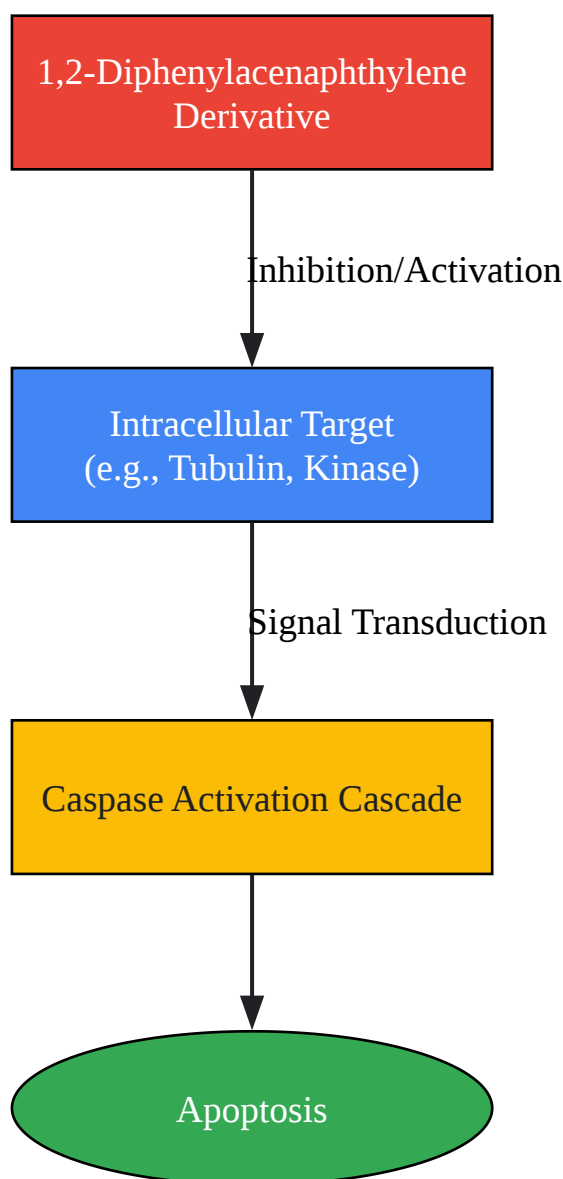 1,2-Diphenylacenaphthylene
Derivative
Inhibition/Activation
Intracellular Target
(e.g., Tubulin, Kinase)
Signal Transduction
Caspase Activation Cascade
Apoptosis